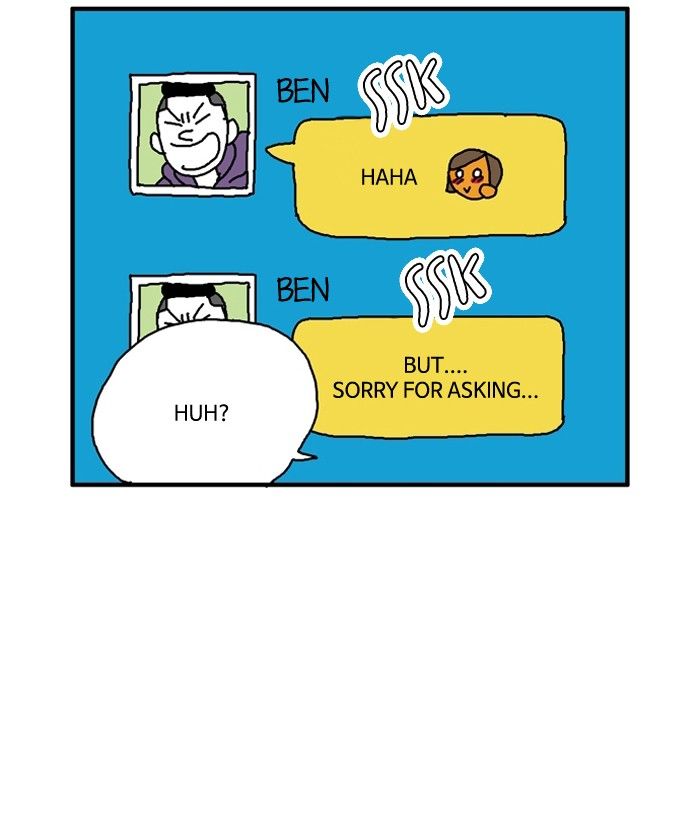 BEN
SSK
HAHA
BEN
SSK
BUT....
SORRY FOR ASKING...
HUH?